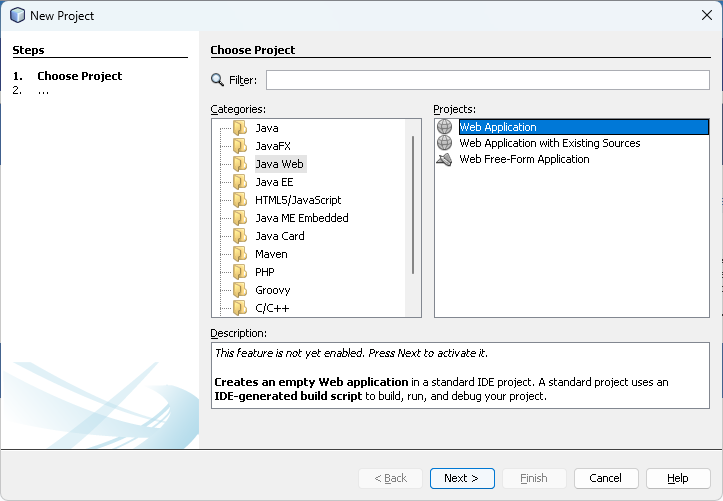 New Project
Steps
1. Choose Project
2. ...
Choose Project
Filter:
Categories:
Java
JavaFX
Java Web
Java EE
HTML5/JavaScript
Java ME Embedded
Java Card
Maven
PHP
Groovy
C/C++
Projects:
Web Application
Web Application with Existing Sources
Web Free-Form Application
Description:
This feature is not yet enabled. Press Next to activate it.
Creates an empty Web application in a standard IDE project. A standard project uses an
IDE-generated build script to build, run, and debug your project.
< Back
Next >
Finish
Cancel
Help